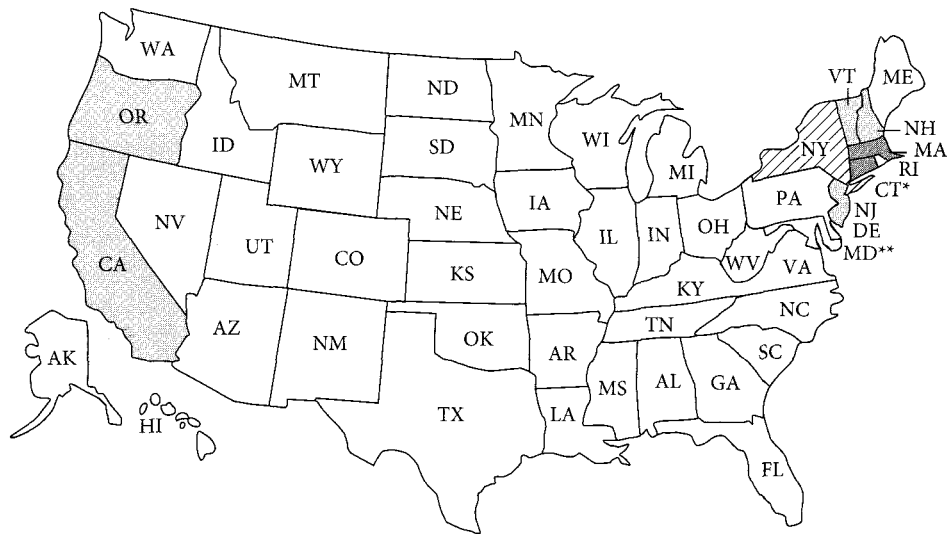 WA
MT
ND
MN
VT
ME
OR
ID
SD
WI
NY
NH
MA
RI
CT*
WY
MI
PA
NJ
DE
MD**
NV
NE
IA
IL
IN
OH
WV
VA
UT
CO
KS
MO
KY
CA
NC
TN
AZ
NM
OK
AR
SC
AK
MS
AL
GA
HI
TX
LA
FL